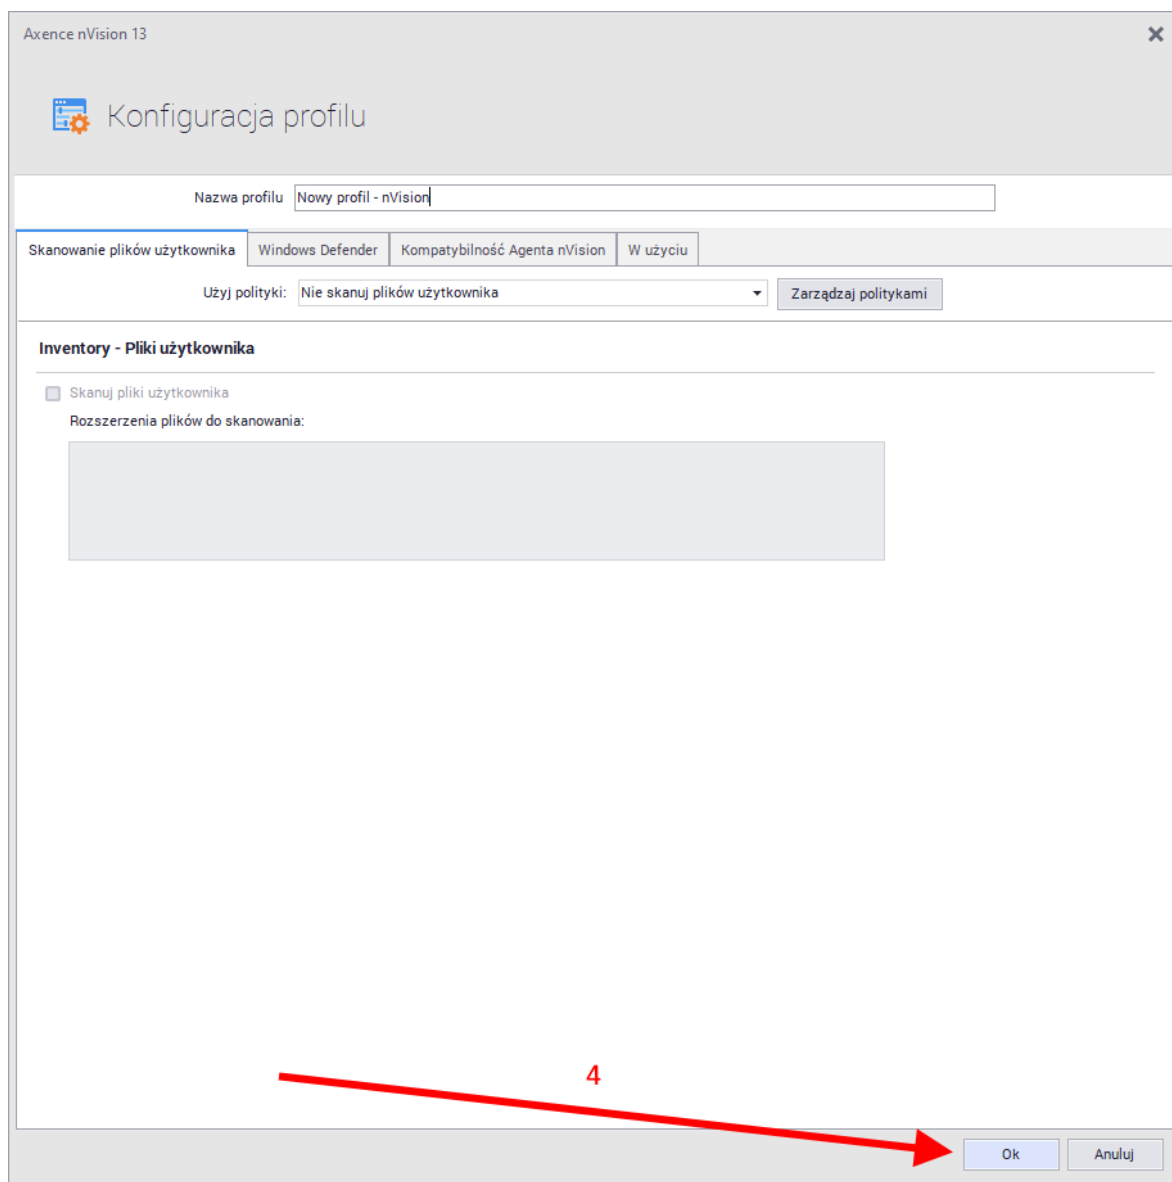 Axence nVision 13
Konfiguracja profilu
Nazwa profilu Nowy profil - nVision
Skanowanie plików użytkownika Windows Defender Kompatybilność Agenta nVision W użyciu
Użyj polityki: Nie skanuj plików użytkownika Zarządzaj politykami
Inventory - Pliki użytkownika
Skanuj pliki użytkownika
Rozszerzenia plików do skanowania:
4
Ok Anuluj